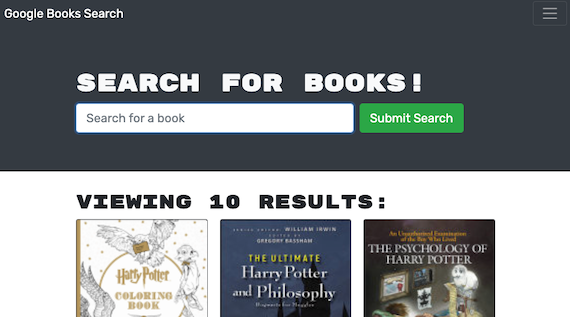 Google Books Search
SEARCH FOR BOOKS!
Search for a book
Submit Search
VIEWING 10 RESULTS:
Harry Potter
COLORING
BOOK
SERIES EDITOR: WILLIAM IRWIN
EDITED BY
GREGORY BASSHAM
THE ULTIMATE
Harry Potter
and Philosophy
Hogwarts for Muggles
An Unauthorized Examination
of the Boy Who Lived
THE PSYCHOLOGY OF
HARRY POTTER